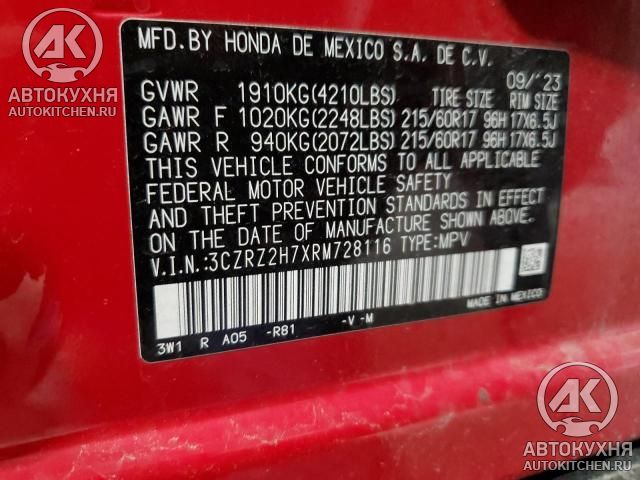 AK
АВТОКУХНЯ
AUTOKITCHEN.RU
MFD.BY HONDA DE MEXICO S.A. DE C.V.
09/'23
GVWR 1910KG(4210LBS) TIRE SIZE RIM SIZE
GAWR F 1020KG(2248LBS) 215/60R17 96H 17X6.5J
GAWR R 940KG(2072LBS) 215/60R17 96H 17X6.5J
THIS VEHICLE CONFORMS TO ALL APPLICABLE
FEDERAL MOTOR VEHICLE SAFETY
AND THEFT PREVENTION STANDARDS IN EFFECT
ON THE DATE OF MANUFACTURE SHOWN ABOVE.
V.I.N.:3CZRZ2H7XRM728116 TYPE:MPV
MADE IN MEXICO
3W1 R A05 -R81 -V -M
AK
АВТОКУХНЯ
AUTOKITCHEN.RU